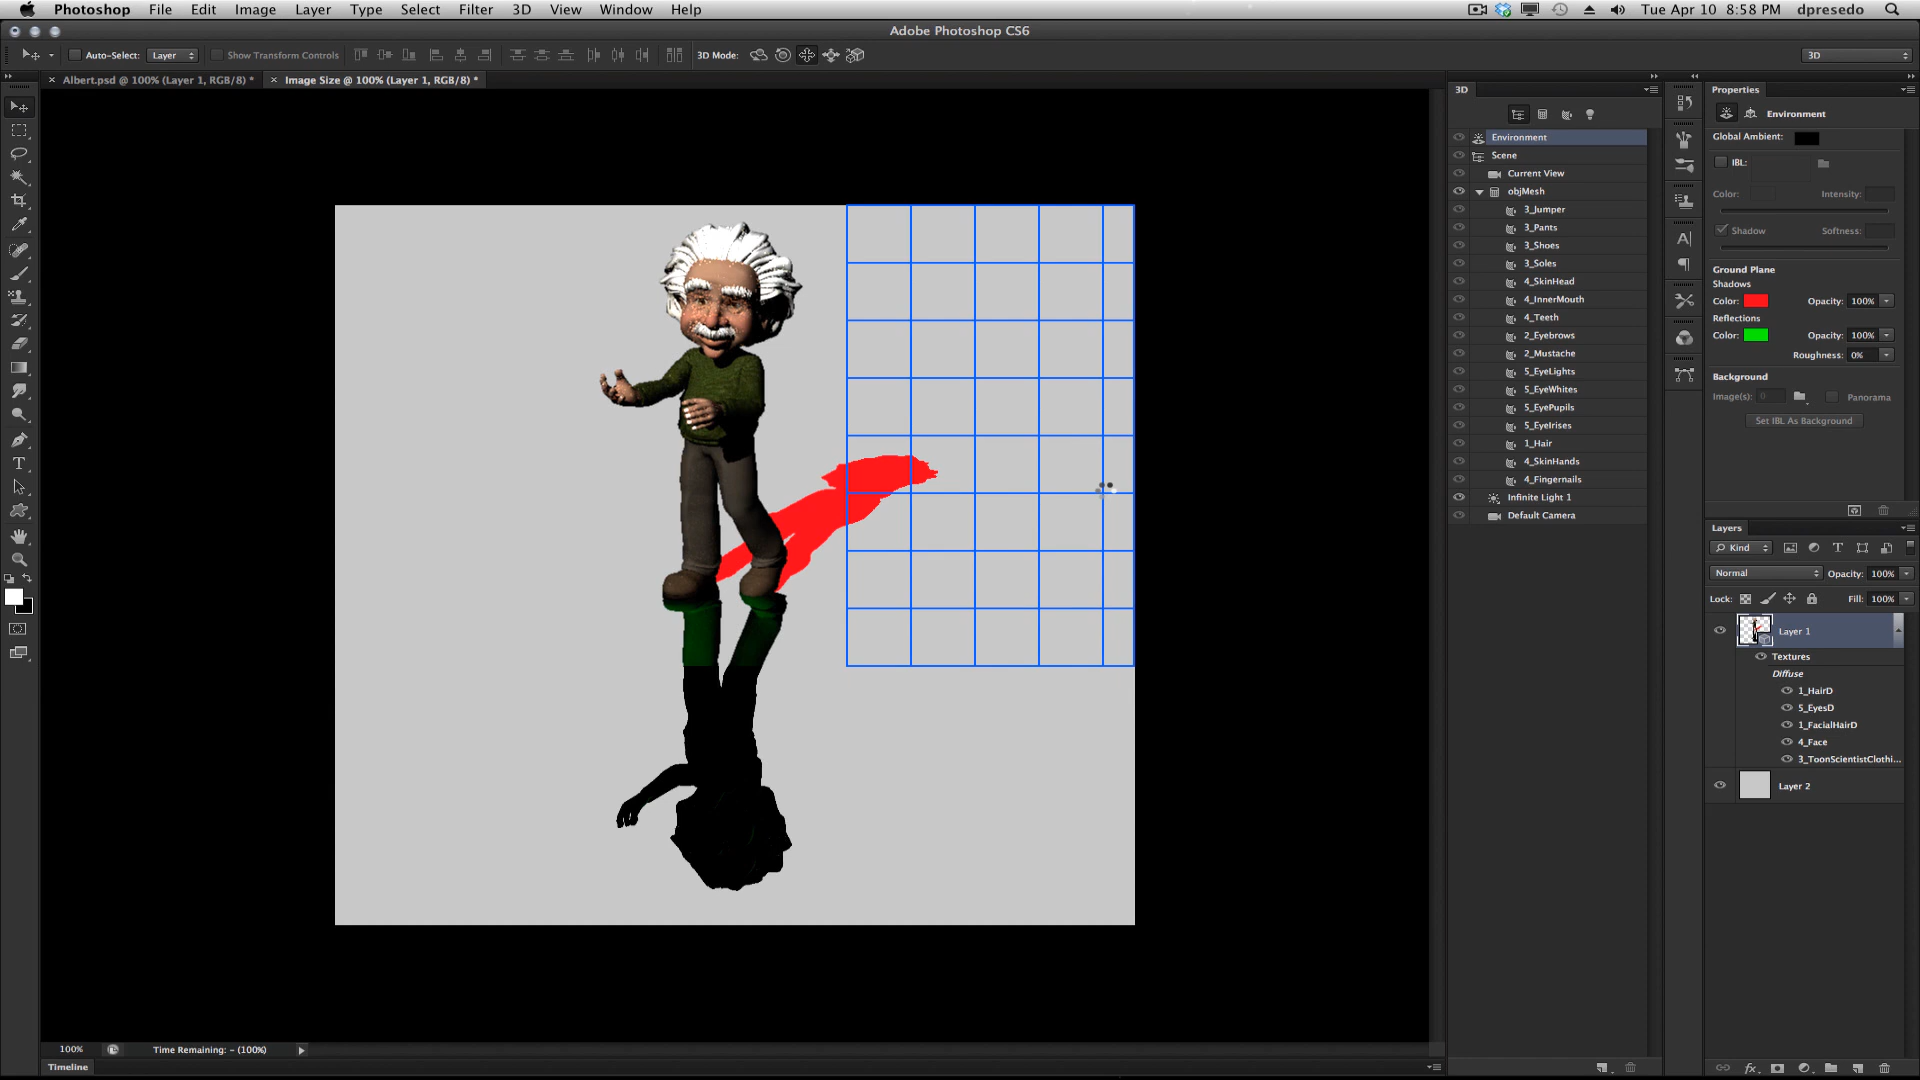 Photoshop File Edit Image Layer Type Select Filter 3D View Window Help Tue Apr 10 8:58 PM dpresedo
Adobe Photoshop CS6
Auto-Select: Layer Show Transform Controls 3D Mode: 3D
× Albert.psd @ 100% (Layer 1, RGB/8) * × Image Size @ 100% (Layer 1, RGB/8) *
3D
Environment
Scene
Current View
objMesh
3_Jumper
3_Pants
3_Shoes
3_Soles
4_SkinHead
4_InnerMouth
4_Teeth
2_Eyebrows
2_Mustache
5_EyeLights
5_EyeWhites
5_EyePupils
5_EyeIrises
1_Hair
4_SkinHands
4_Fingernails
Infinite Light 1
Default Camera
Properties
Environment
Global Ambient:
IBL:
Color: Intensity:
Shadow Softness:
Ground Plane
Shadows
Color: Opacity: 100%
Reflections
Color: Opacity: 100%
Roughness: 0%
Background
Image(s): 0 Panorama
Set IBL As Background
Layers
Kind
Normal Opacity: 100%
Lock: Fill: 100%
Layer 1
Textures
Diffuse
1_HairD
5_EyesD
1_FacialHairD
4_Face
3_ToonScientistClothi...
Layer 2
100% Time Remaining: - (100%)
Timeline